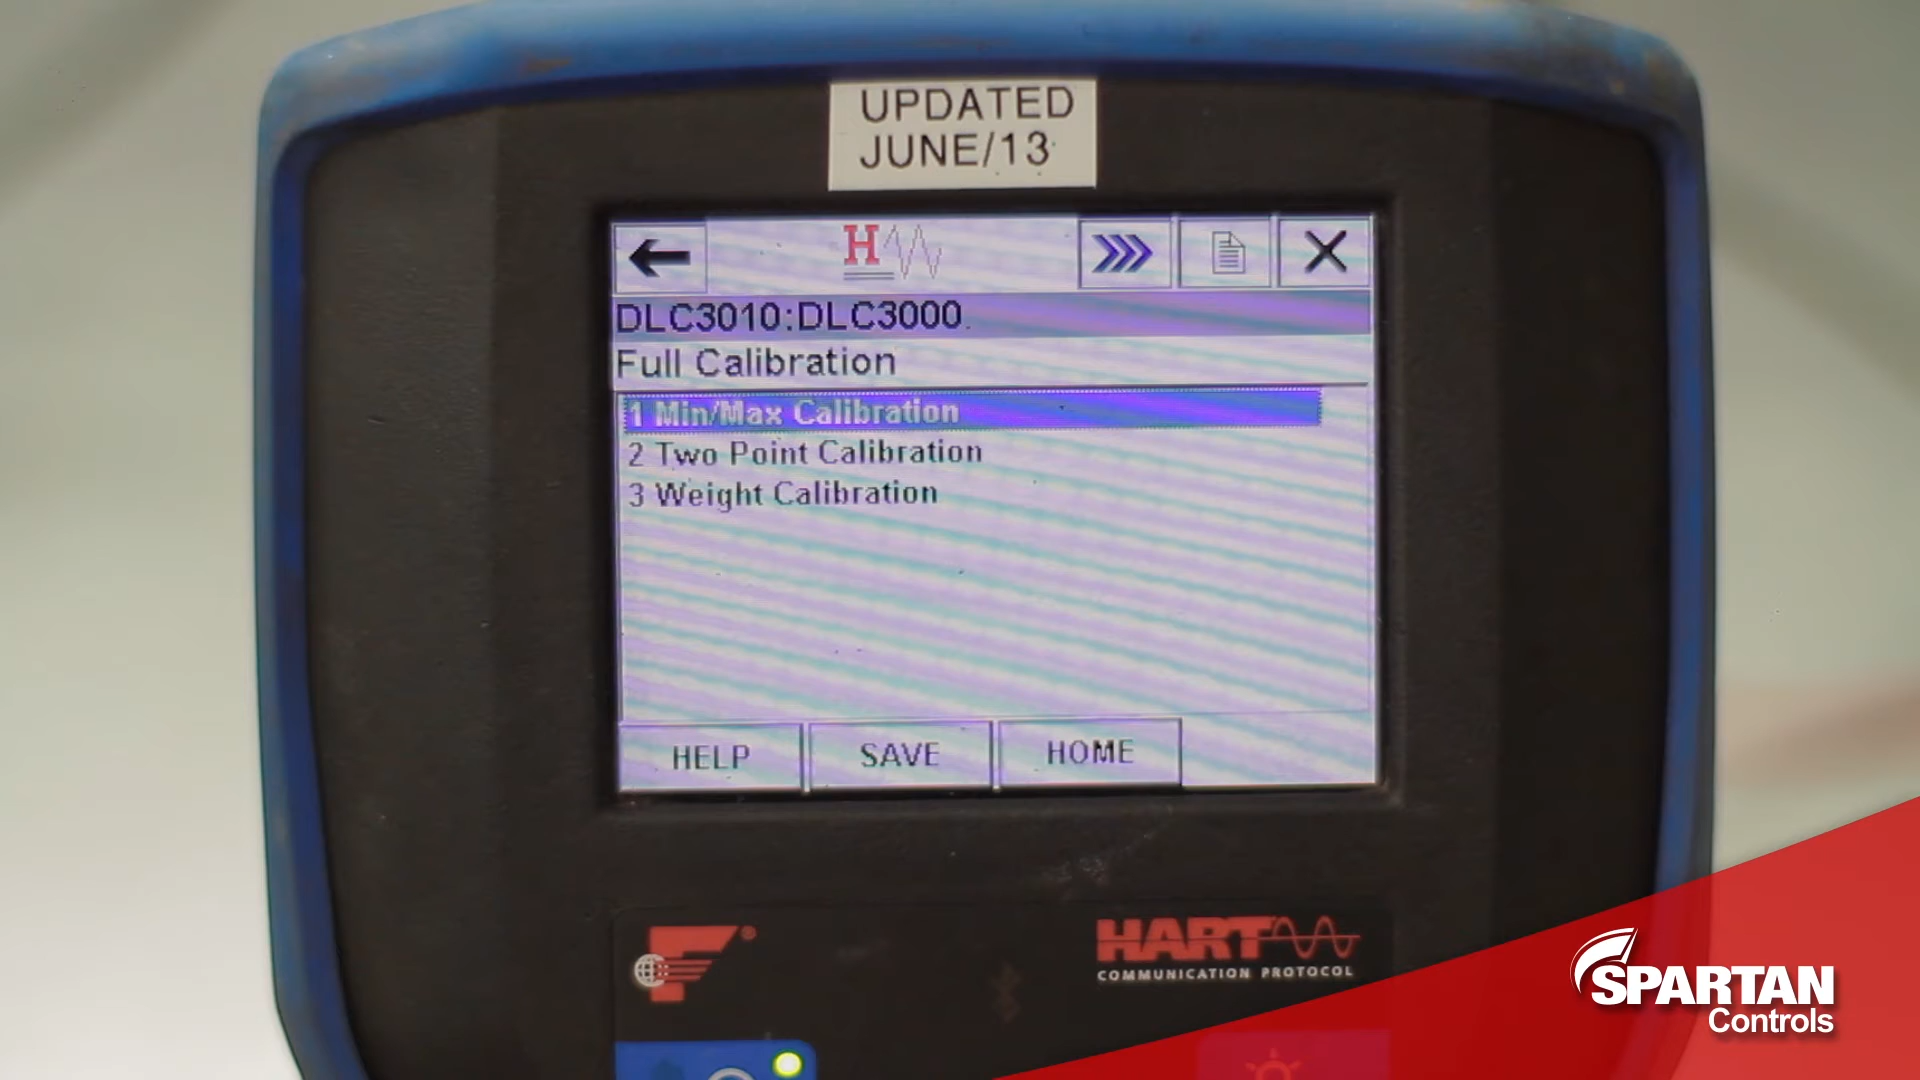 UPDATED
JUNE/13
H
DLC3010:DLC3000
Full Calibration
1 Min/Max Calibration
2 Two Point Calibration
3 Weight Calibration
HELP
SAVE
HOME
F®
HART
COMMUNICATION PROTOCOL
SPARTAN
Controls